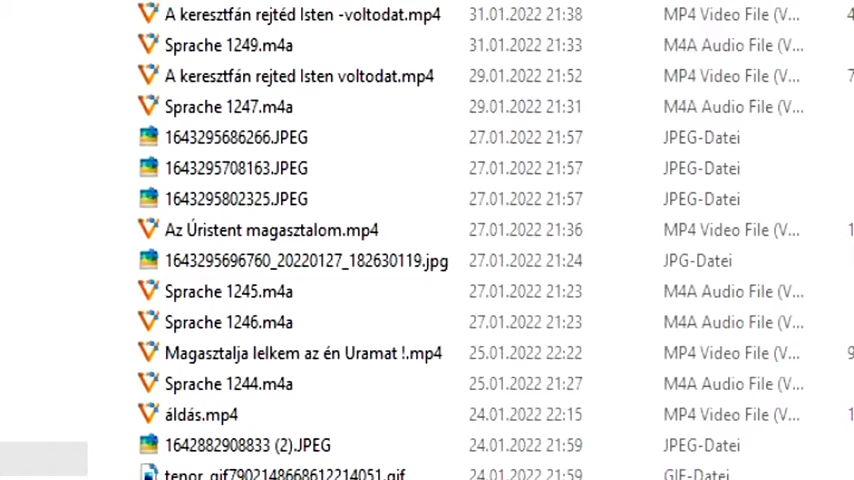 A keresztfán rejtéd Isten -voltodat.mp4 31.01.2022 21:38 MP4 Video File (V... 4
Sprache 1249.m4a 31.01.2022 21:33 M4A Audio File (V...
A keresztfán rejted Isten voltodat.mp4 29.01.2022 21:52 MP4 Video File (V... 7
Sprache 1247.m4a 29.01.2022 21:31 M4A Audio File (V...
1643295686266.JPEG 27.01.2022 21:57 JPEG-Datei
1643295708163.JPEG 27.01.2022 21:57 JPEG-Datei
1643295802325.JPEG 27.01.2022 21:57 JPEG-Datei
Az Úristent magasztalom.mp4 27.01.2022 21:36 MP4 Video File (V... 1
1643295696760_20220127_182630119.jpg 27.01.2022 21:24 JPG-Datei
Sprache 1245.m4a 27.01.2022 21:23 M4A Audio File (V...
Sprache 1246.m4a 27.01.2022 21:23 M4A Audio File (V...
Magasztalja lelkem az én Uramat !.mp4 25.01.2022 22:22 MP4 Video File (V... 9
Sprache 1244.m4a 25.01.2022 21:27 M4A Audio File (V...
áldás.mp4 24.01.2022 22:15 MP4 Video File (V... 1
1642882908833 (2).JPEG 24.01.2022 21:59 JPEG-Datei
tenor_gif7902148668612214051.gif 24.01.2022 21:59 GIF-Datei